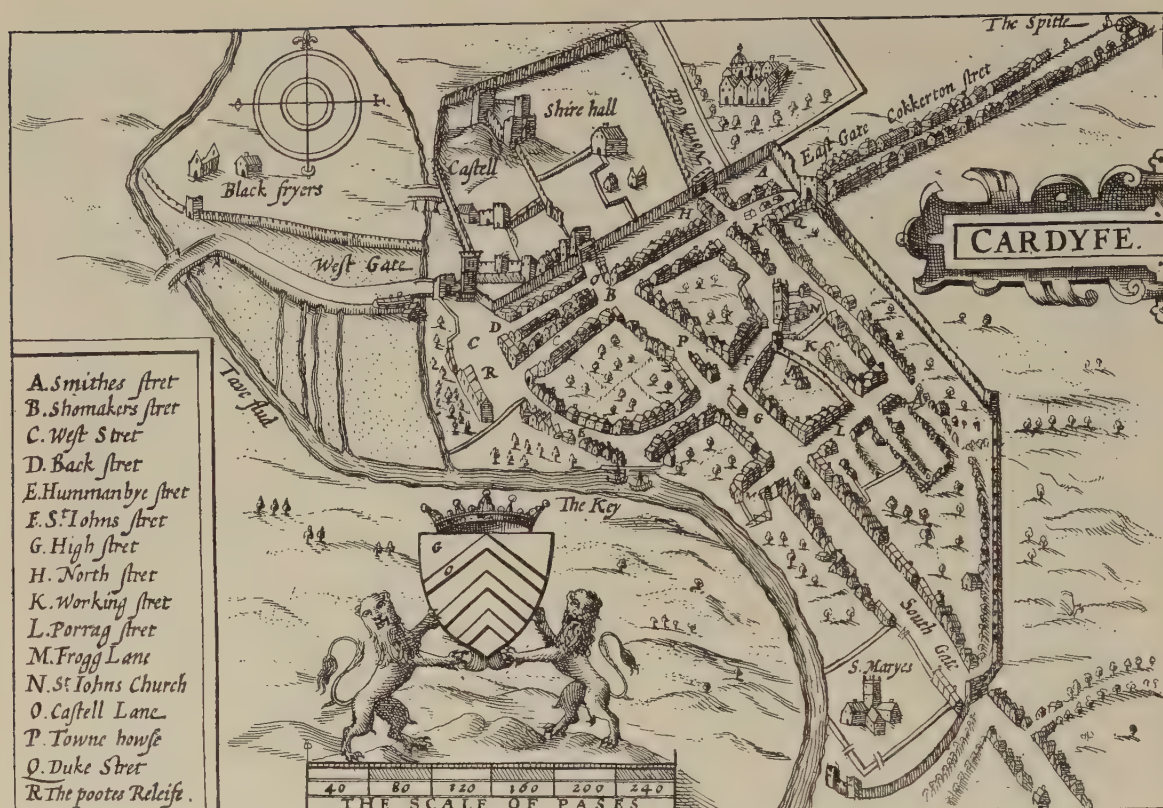 The Spitle
Cokkerton stret
East Gate
North Gate
Shire hall
Castell
Black fryers
West Gate
CARDYFE.
Tave flud
The Key
South Gate
S. Maryes
A. Smithes stret
B. Shomakers stret
C. West Stret
D. Back stret
E. Hummanbye stret
F. St Iohns stret
G. High stret
H. North stret
K. Working stret
L. Porrag stret
M. Frogg Lane
N. St Iohns Church
O. Castell Lane
P. Towne howse
Q. Duke Stret
R The pootes Releife.
A
H
K
Q
O
B
D
C
R
P
N
K
F
G
L
E
G
O
40 80 120 160 200 240
THE SCALE OF PASES